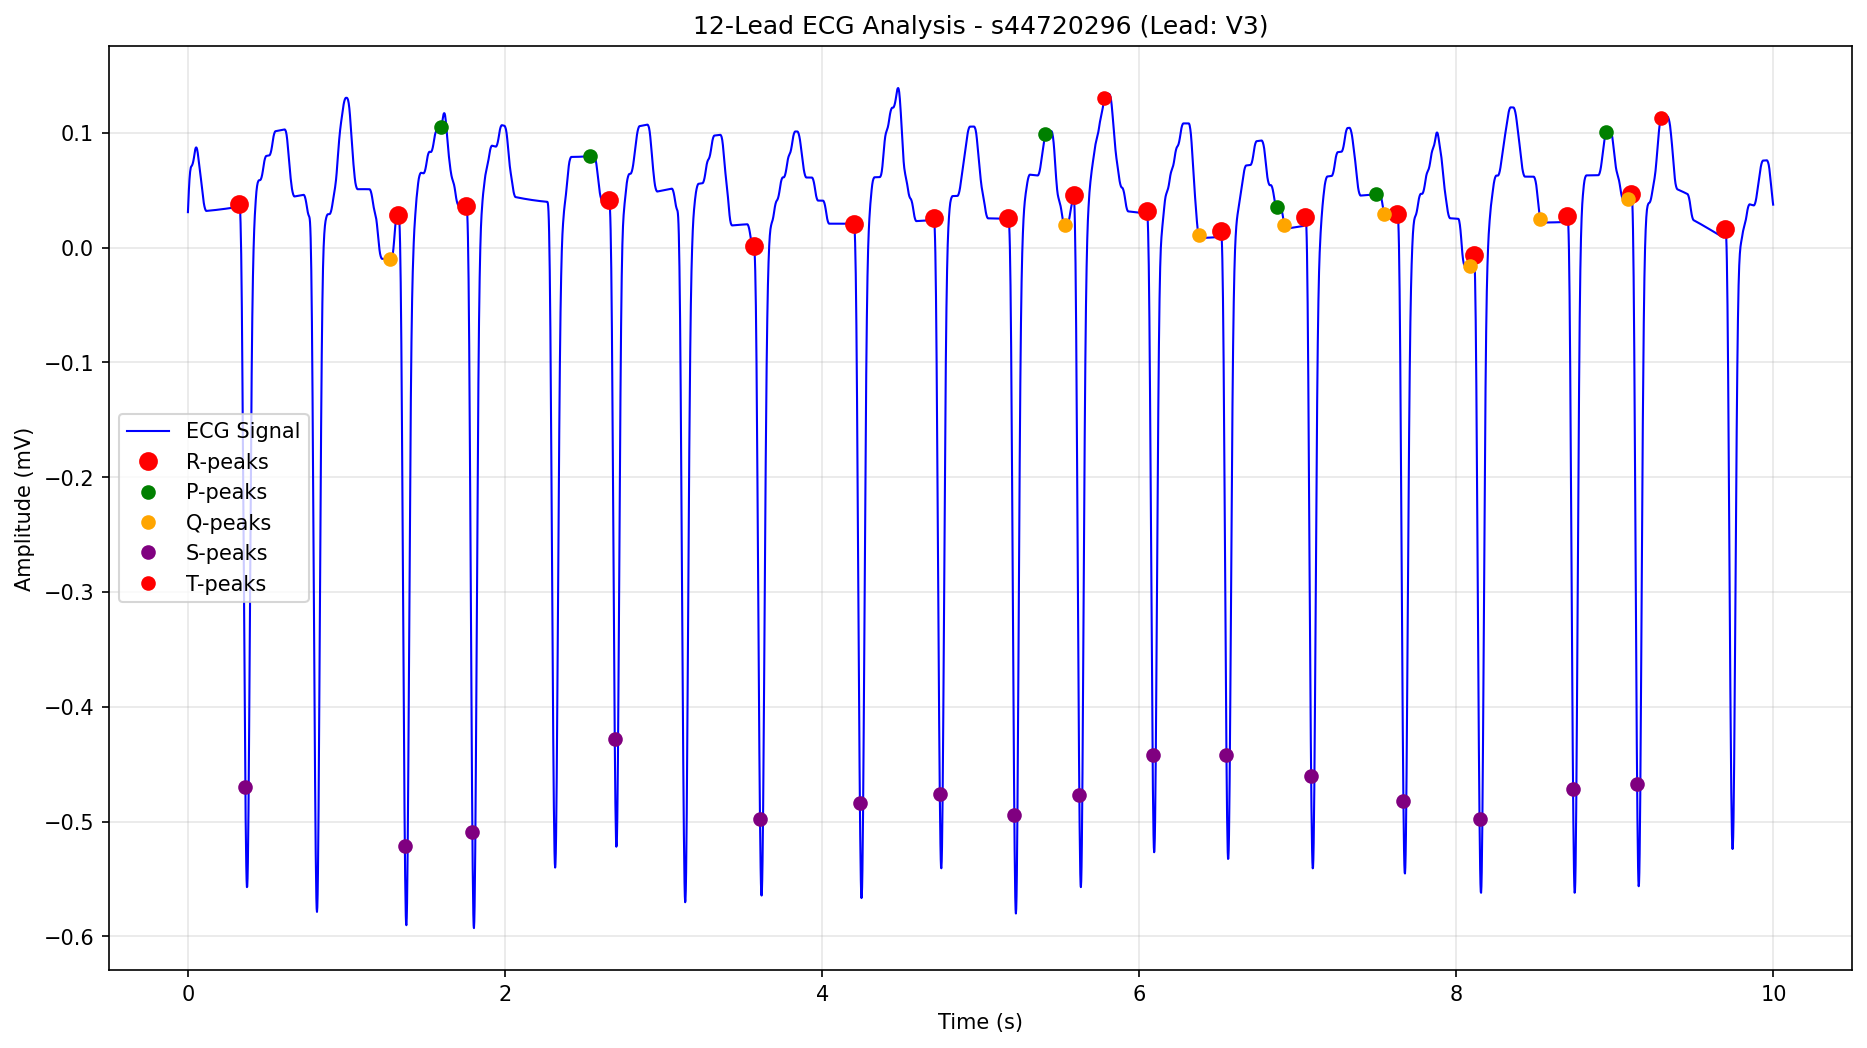 12-Lead ECG Analysis - s44720296 (Lead: V3)
Amplitude (mV)
0.1
0.0
−0.1
−0.2
−0.3
−0.4
−0.5
−0.6
ECG Signal
R-peaks
P-peaks
Q-peaks
S-peaks
T-peaks
0 2 4 6 8 10
Time (s)